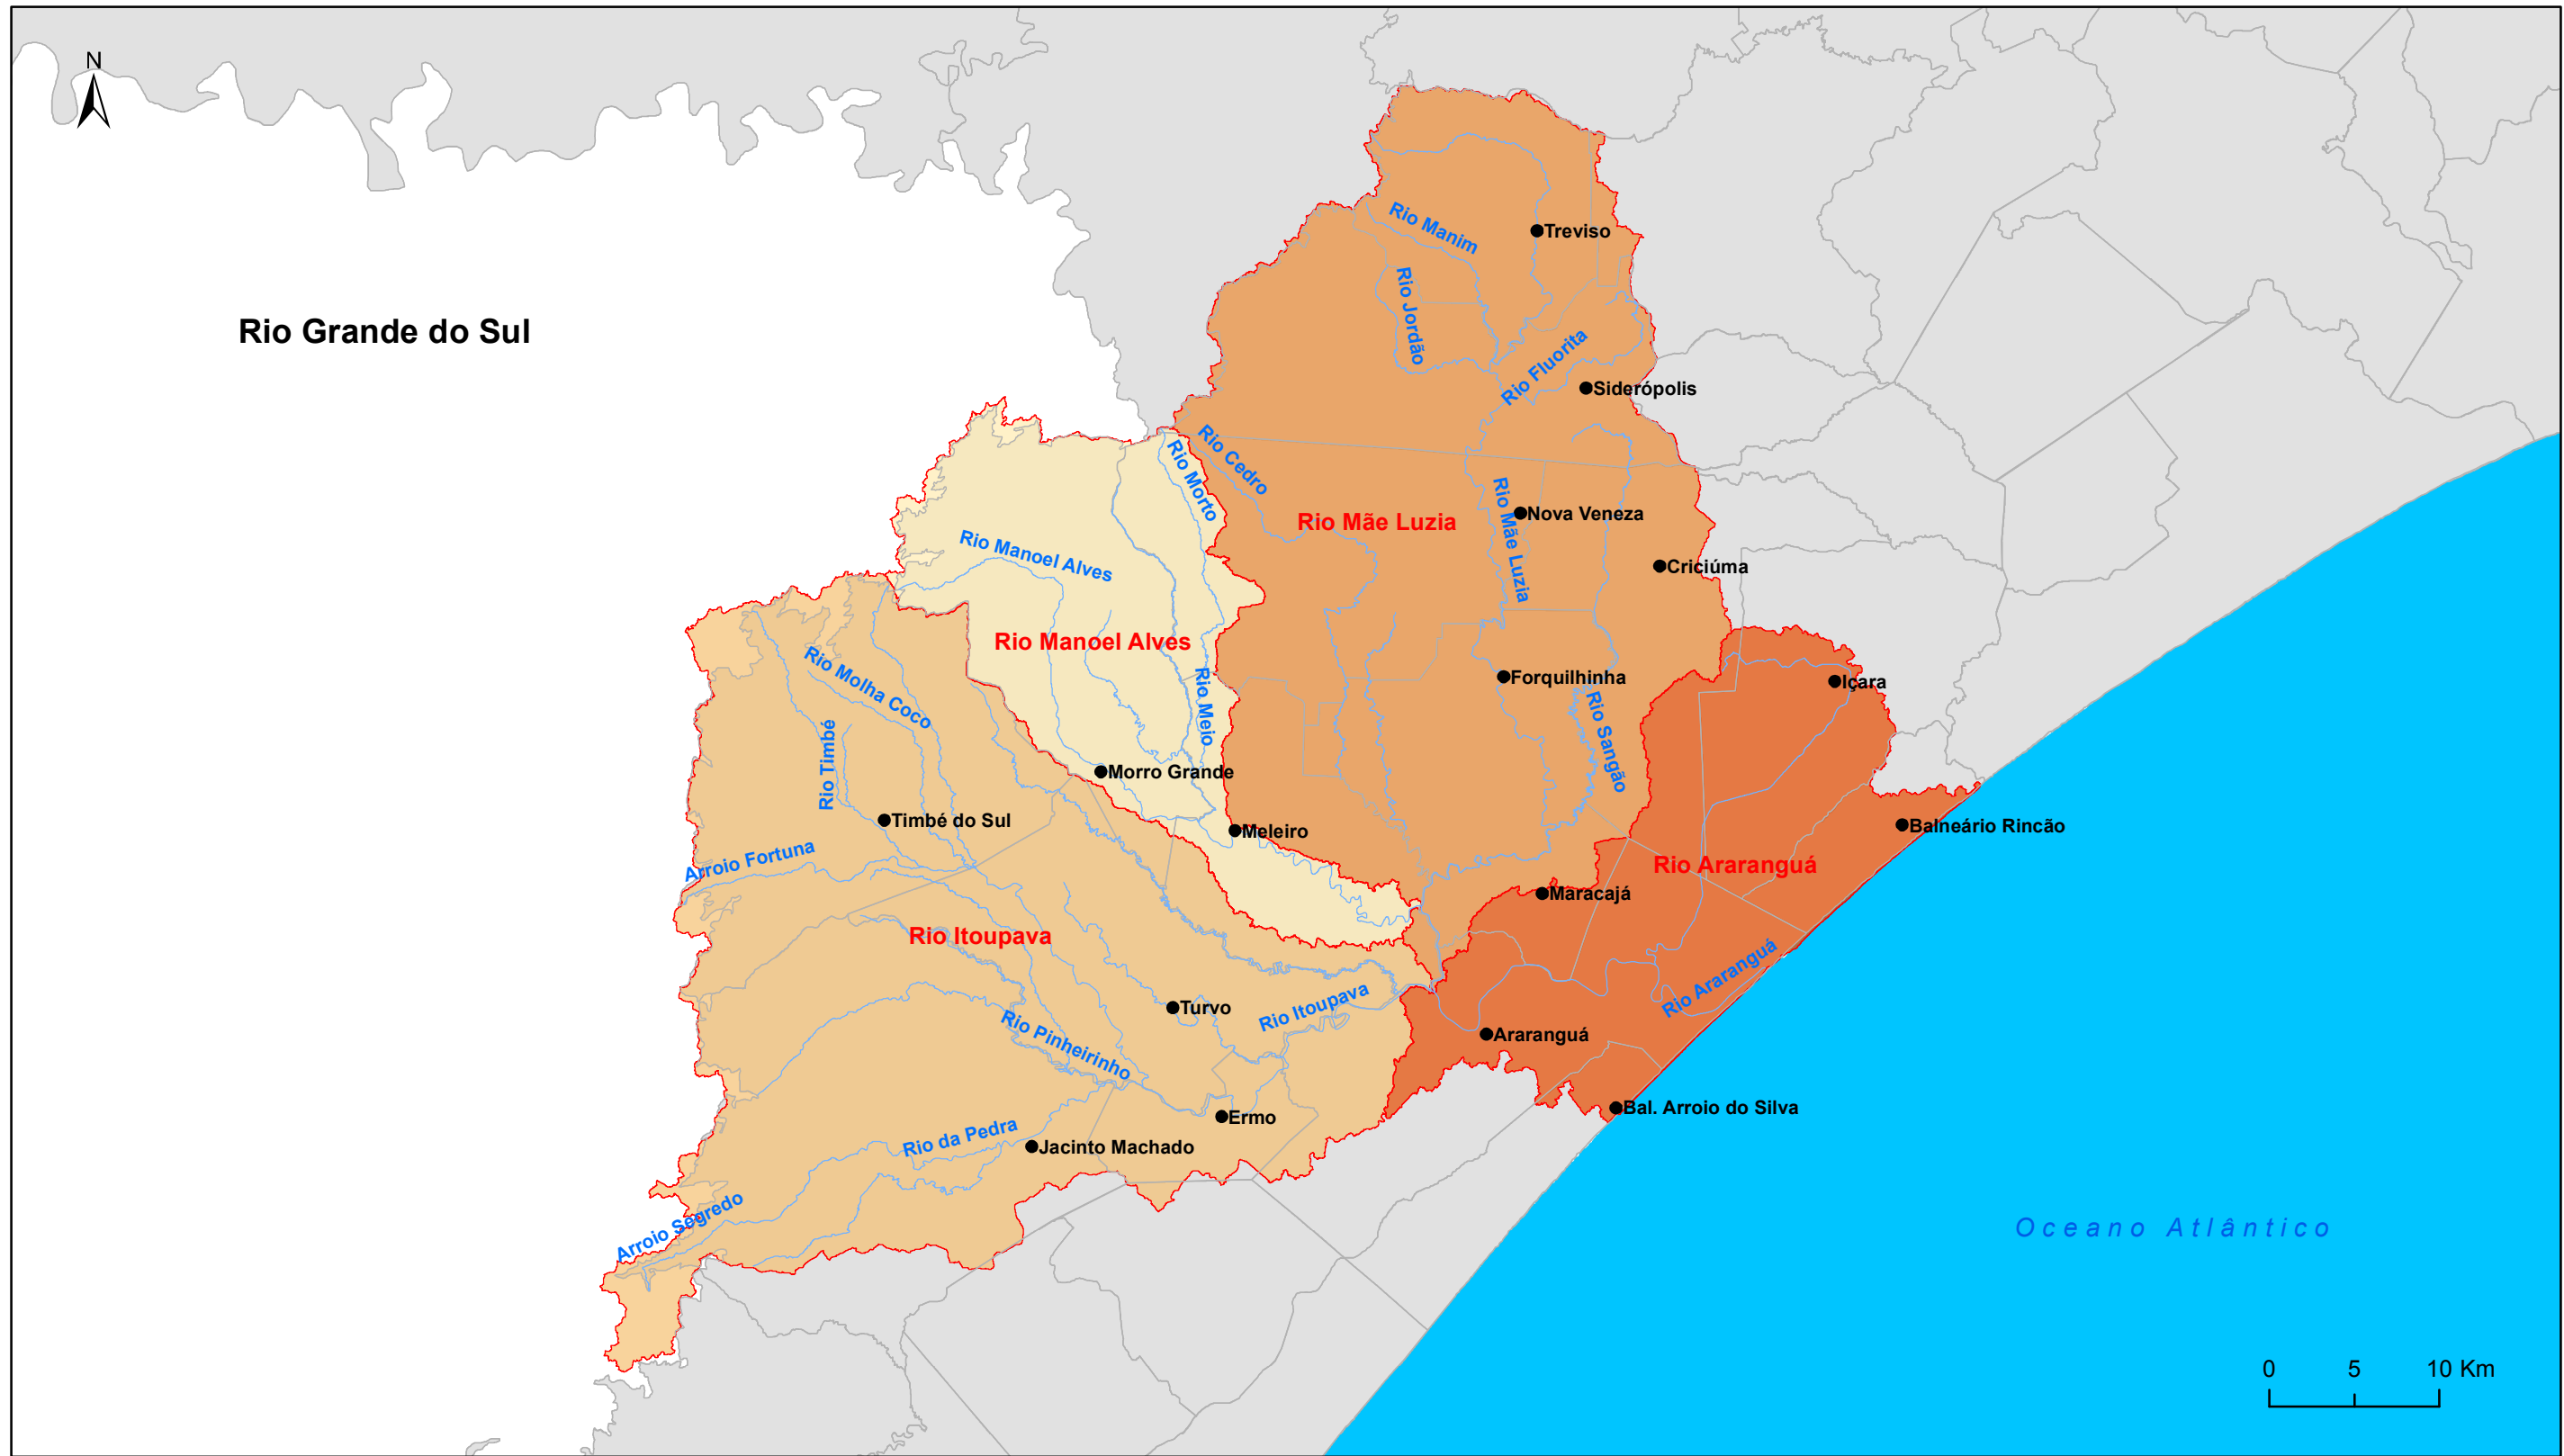 N
Rio Grande do Sul
Rio Manim
Treviso
Rio Jordão
Rio Fluorita
Siderópolis
Rio Cedro
Rio Morto
Rio Mãe Luzia
Rio Mãe Luzia
Nova Veneza
Rio Manoel Alves
Criciúma
Rio Manoel Alves
Rio Molha Coco
Rio Meio
Forquilhinha
Içara
Rio Sangão
Rio Timbé
Morro Grande
Timbé do Sul
Meleiro
Balneário Rincão
Arroio Fortuna
Rio Araranguá
Maracajá
Rio Itoupava
Rio Araranguá
Turvo
Rio Itoupava
Rio Pinheirinho
Araranguá
Ermo
Bal. Arroio do Silva
Rio da Pedra
Jacinto Machado
Arroio Segredo
Oceano Atlântico
0 5 10 Km